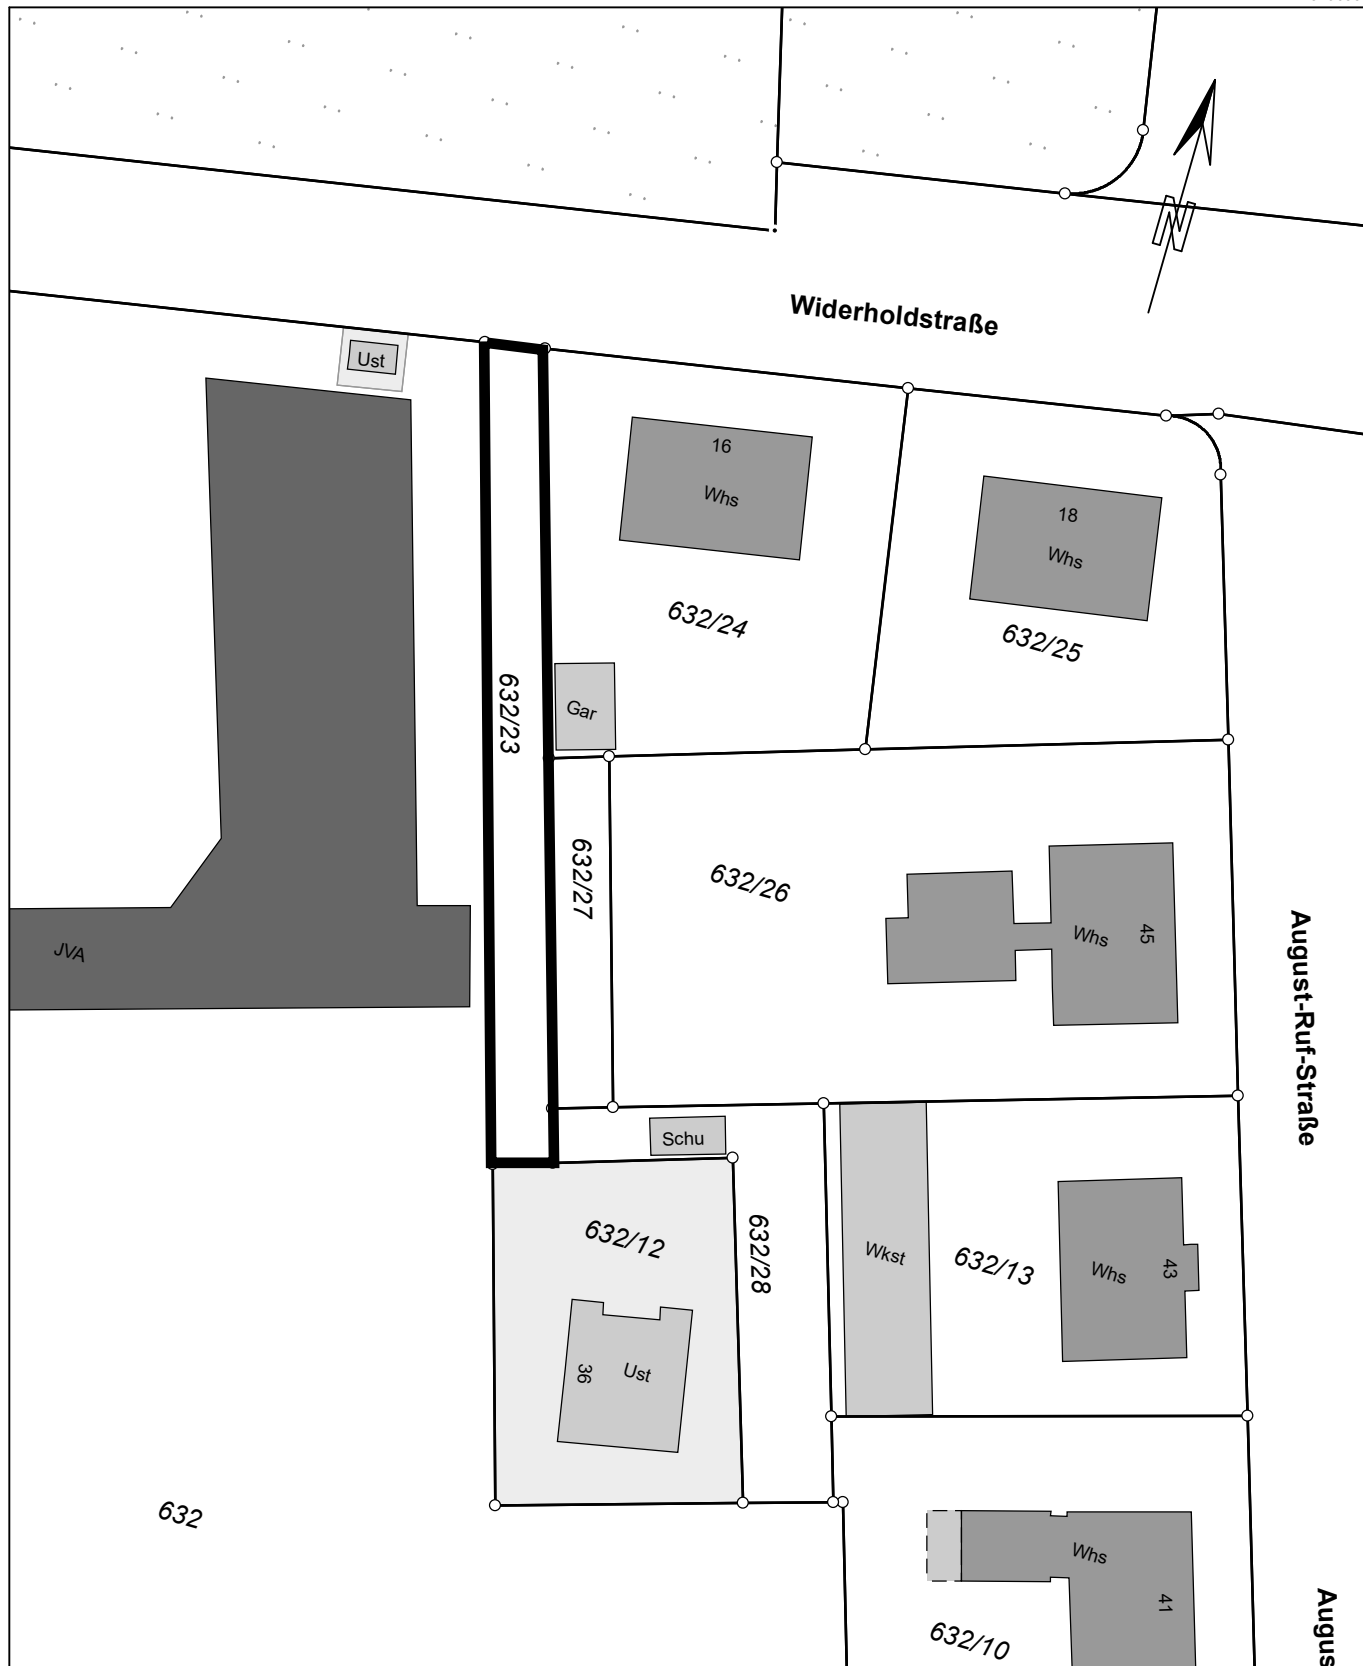 N
Widerholdstraße
Ust
16
Whs
18
Whs
632/24
632/25
632/23
Gar
632/27
632/26
Whs
45
JVA
August-Ruf-Straße
Schu
632/12
632/28
Wkst
632/13
Whs
43
36
Ust
632
Whs
41
632/10
Augus